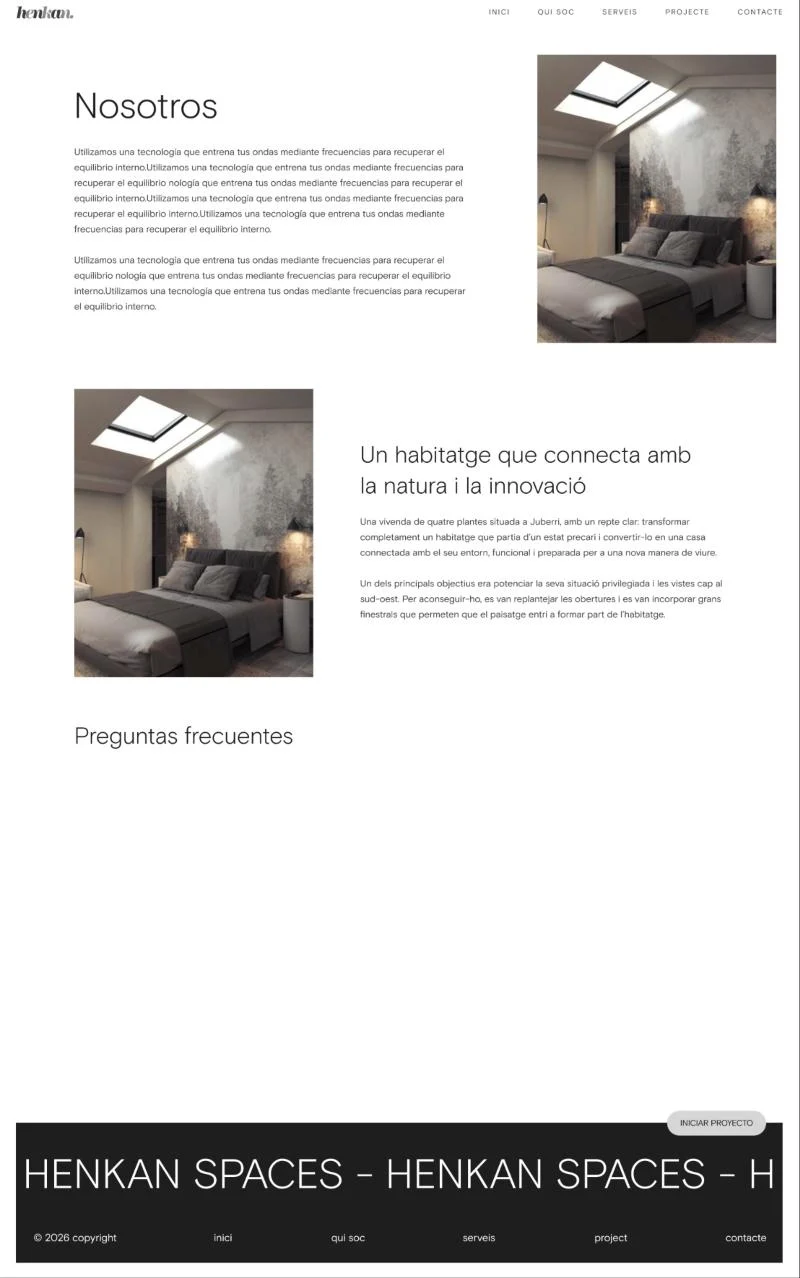 henkan.
INICI
QUI SOC
SERVEIS
PROJECTE
CONTACTE
Nosotros
Utilizamos una tecnología que entrena tus ondas mediante frecuencias para recuperar el
equilibrio interno.Utilizamos una tecnología que entrena tus ondas mediante frecuencias para
recuperar el equilibrio nología que entrena tus ondas mediante frecuencias para recuperar el
equilibrio interno.Utilizamos una tecnología que entrena tus ondas mediante frecuencias para
recuperar el equilibrio interno.Utilizamos una tecnología que entrena tus ondas mediante
frecuencias para recuperar el equilibrio interno.
Utilizamos una tecnología que entrena tus ondas mediante frecuencias para recuperar el
equilibrio nología que entrena tus ondas mediante frecuencias para recuperar el equilibrio
interno.Utilizamos una tecnología que entrena tus ondas mediante frecuencias para recuperar
el equilibrio interno.
Un habitatge que connecta amb
la natura i la innovació
Una vivenda de quatre plantes situada a Juberri, amb un repte clar: transformar
completament un habitatge que partia d'un estat precari i convertir-lo en una casa
connectada amb el seu entorn, funcional i preparada per a una nova manera de viure.
Un dels principals objectius era potenciar la seva situació privilegiada i les vistes cap al
sud-oest. Per aconseguir-ho, es van replantejar les obertures i es van incorporar grans
finestrals que permeten que el paisatge entri a formar part de l'habitatge.
Preguntas frecuentes
INICIAR PROYECTO
HENKAN SPACES - HENKAN SPACES - H
© 2026 copyright
inici
qui soc
serveis
project
contacte